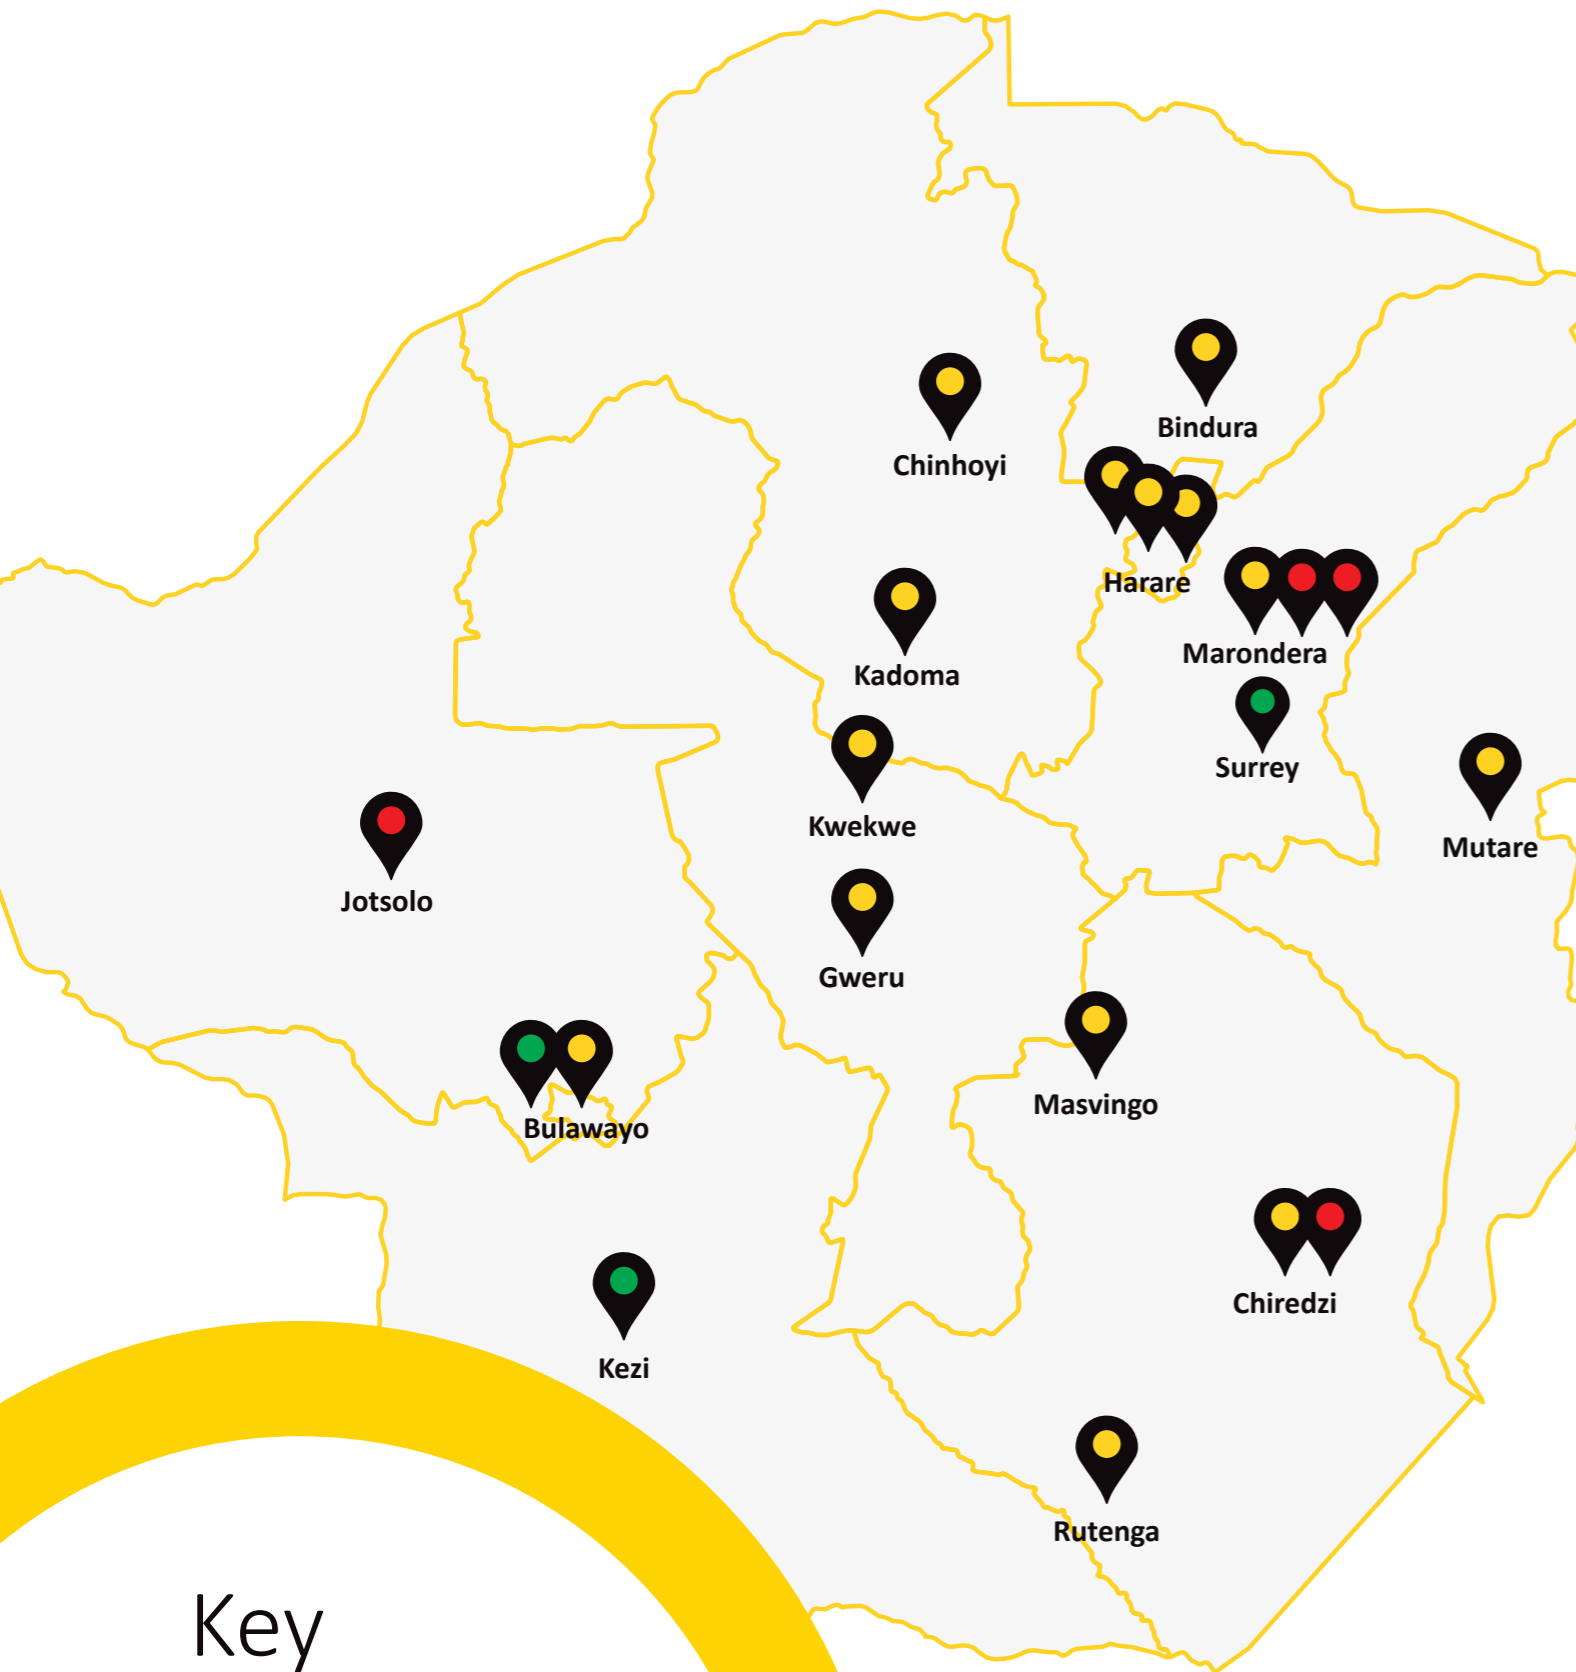 Bindura
Chinhoyi
Harare
Marondera
Kadoma
Surrey
Kwekwe
Mutare
Jotsolo
Gweru
Masvingo
Bulawayo
Chiredzi
Kezi
Rutenga
Key